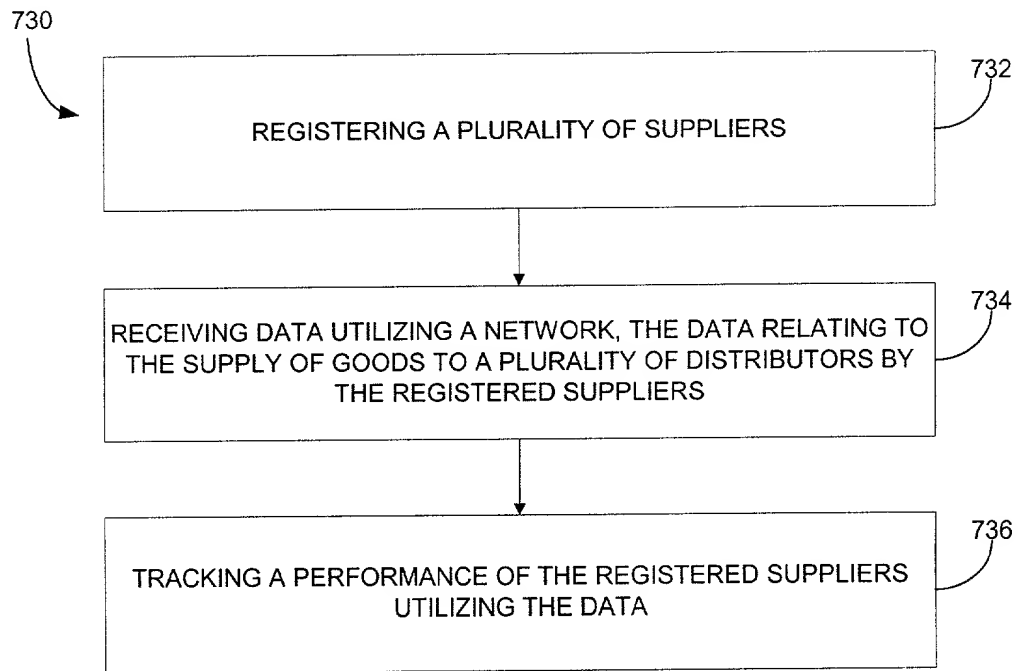 730
732
REGISTERING A PLURALITY OF SUPPLIERS
734
RECEIVING DATA UTILIZING A NETWORK, THE DATA RELATING TO
THE SUPPLY OF GOODS TO A PLURALITY OF DISTRIBUTORS BY
THE REGISTERED SUPPLIERS
736
TRACKING A PERFORMANCE OF THE REGISTERED SUPPLIERS
UTILIZING THE DATA